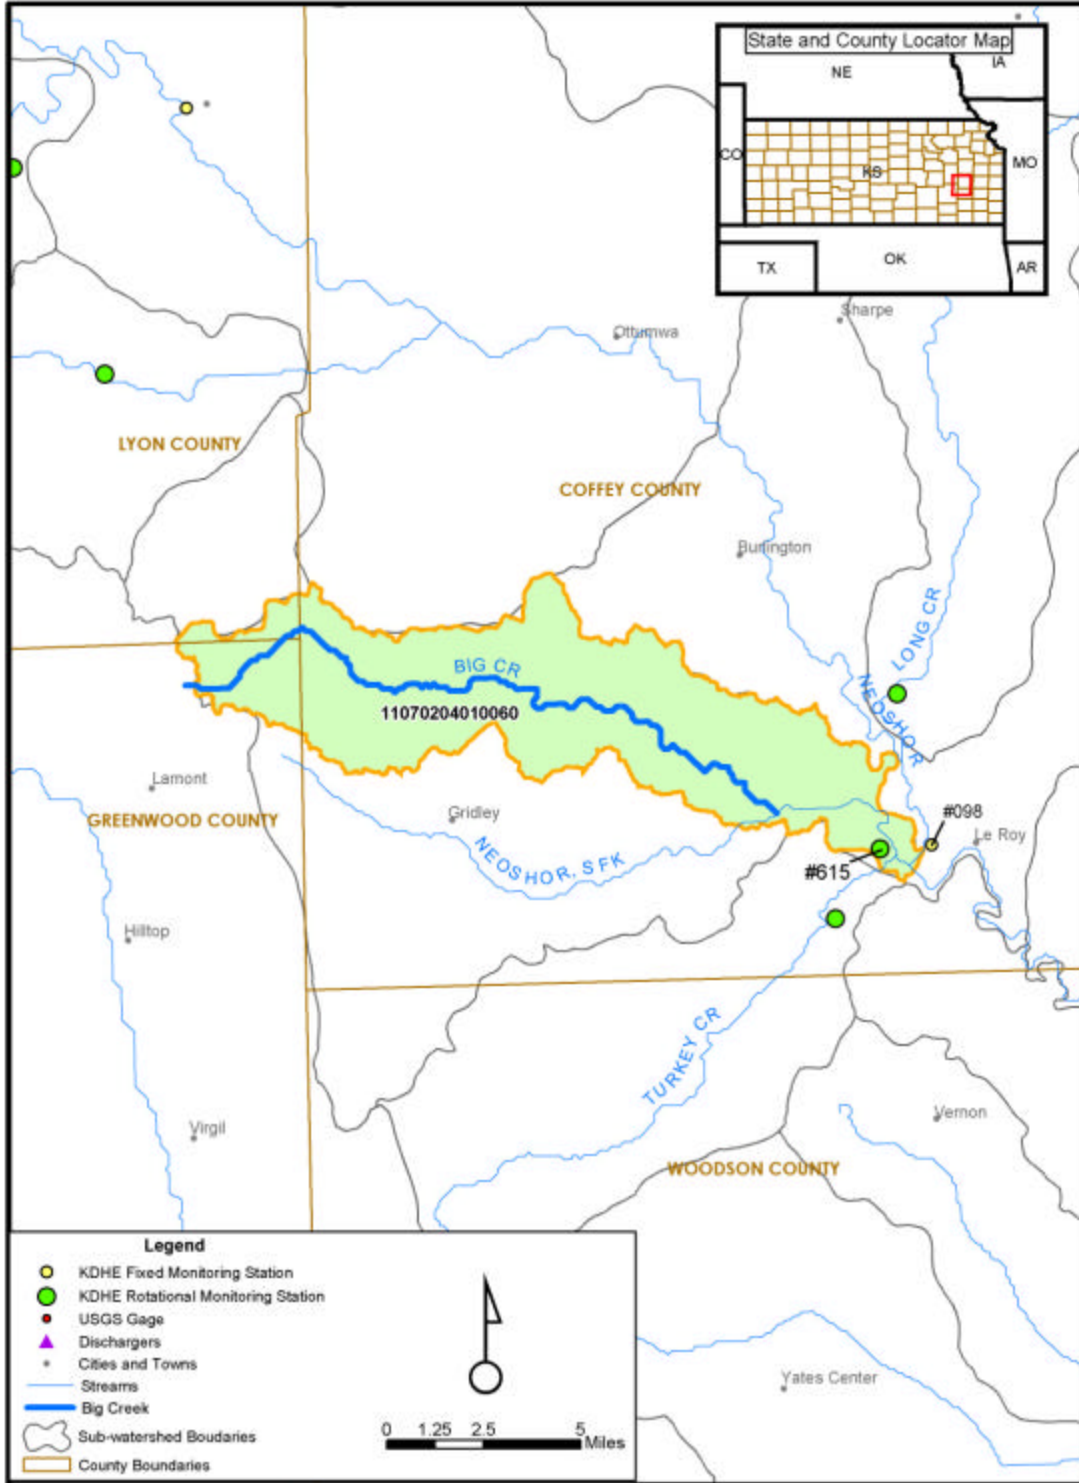 State and County Locator Map
NE
IA
CO
KS
MO
TX
OK
AR
Sharpe
Ottumwa
LYON COUNTY
COFFEY COUNTY
Burlington
LONG CR
BIG CR
NEOSHO R
11070204010060
Lamont
GREENWOOD COUNTY
Gridley
#098
Le Roy
NEOSHO R, S FK
#615
Hilltop
TURKEY CR
Vernon
Virgil
WOODSON COUNTY
Legend
KDHE Fixed Monitoring Station
KDHE Rotational Monitoring Station
USGS Gage
Dischargers
Cities and Towns
Streams
Big Creek
Sub-watershed Boudaries
County Boundaries
0 1.25 2.5 5
Miles
Yates Center